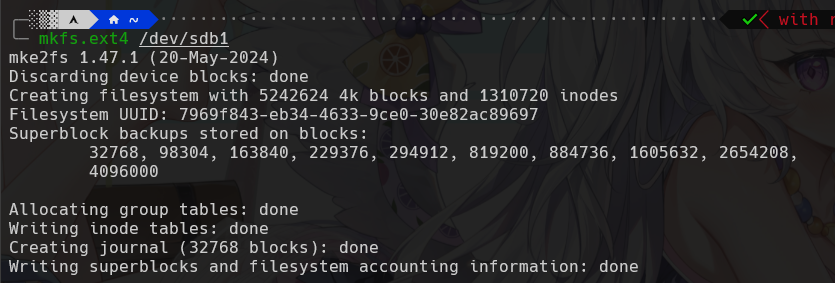 ~ with
mkfs.ext4 /dev/sdb1
mke2fs 1.47.1 (20-May-2024)
Discarding device blocks: done
Creating filesystem with 5242624 4k blocks and 1310720 inodes
Filesystem UUID: 7969f843-eb34-4633-9ce0-30e82ac89697
Superblock backups stored on blocks:
32768, 98304, 163840, 229376, 294912, 819200, 884736, 1605632, 2654208,
4096000
Allocating group tables: done
Writing inode tables: done
Creating journal (32768 blocks): done
Writing superblocks and filesystem accounting information: done